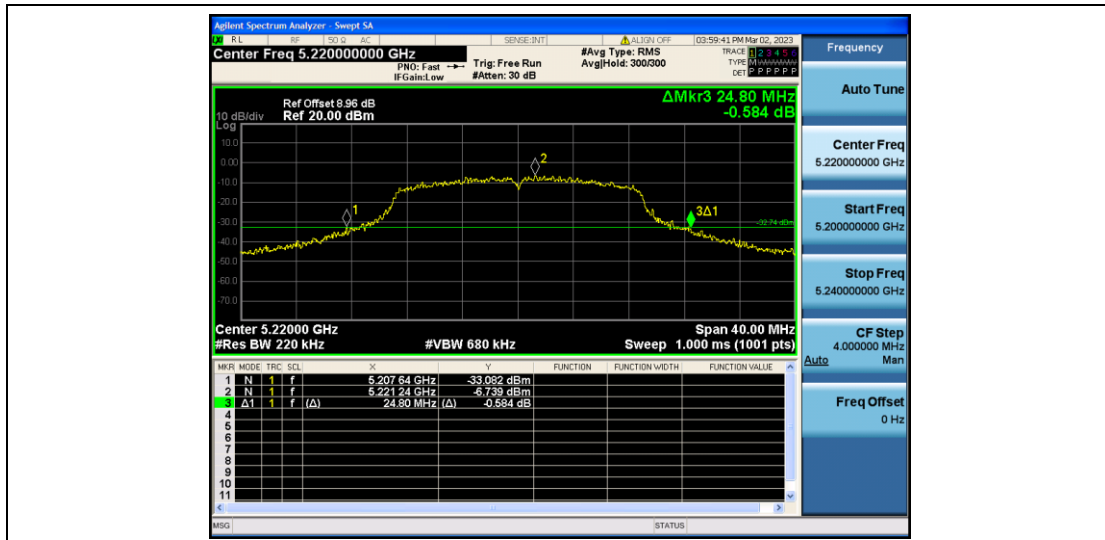 Agilent Spectrum Analyzer - Swept SA
RL RF 50 Ω AC SENSE:INT ALIGN OFF 03:59:41 PM Mar 02, 2023
Center Freq 5.220000000 GHz
PNO: Fast
IFGain:Low
Trig: Free Run
#Atten: 30 dB
#Avg Type: RMS
Avg|Hold: 300/300
TRACE 1 2 3 4 5 6
TYPE M
DET P P P P P P
Frequency
ΔMkr3 24.80 MHz
-0.584 dB
Ref Offset 8.96 dB
10 dB/div Ref 20.00 dBm
Log
10.0
0.00
-10.0
-20.0
-30.0
-40.0
-50.0
-60.0
-70.0
1
2
3Δ1
-32.74 dBm
Center 5.22000 GHz Span 40.00 MHz
#Res BW 220 kHz #VBW 680 kHz Sweep 1.000 ms (1001 pts)
MKR MODE TRC SCL X Y FUNCTION FUNCTION WIDTH FUNCTION VALUE
1 N 1 f 5.207 64 GHz -33.082 dBm
2 N 1 f 5.221 24 GHz -6.739 dBm
3 Δ1 1 f (Δ) 24.80 MHz (Δ) -0.584 dB
4
5
6
7
8
9
10
11
MSG STATUS
Auto Tune
Center Freq
5.220000000 GHz
Start Freq
5.200000000 GHz
Stop Freq
5.240000000 GHz
CF Step
4.000000 MHz
Auto Man
Freq Offset
0 Hz